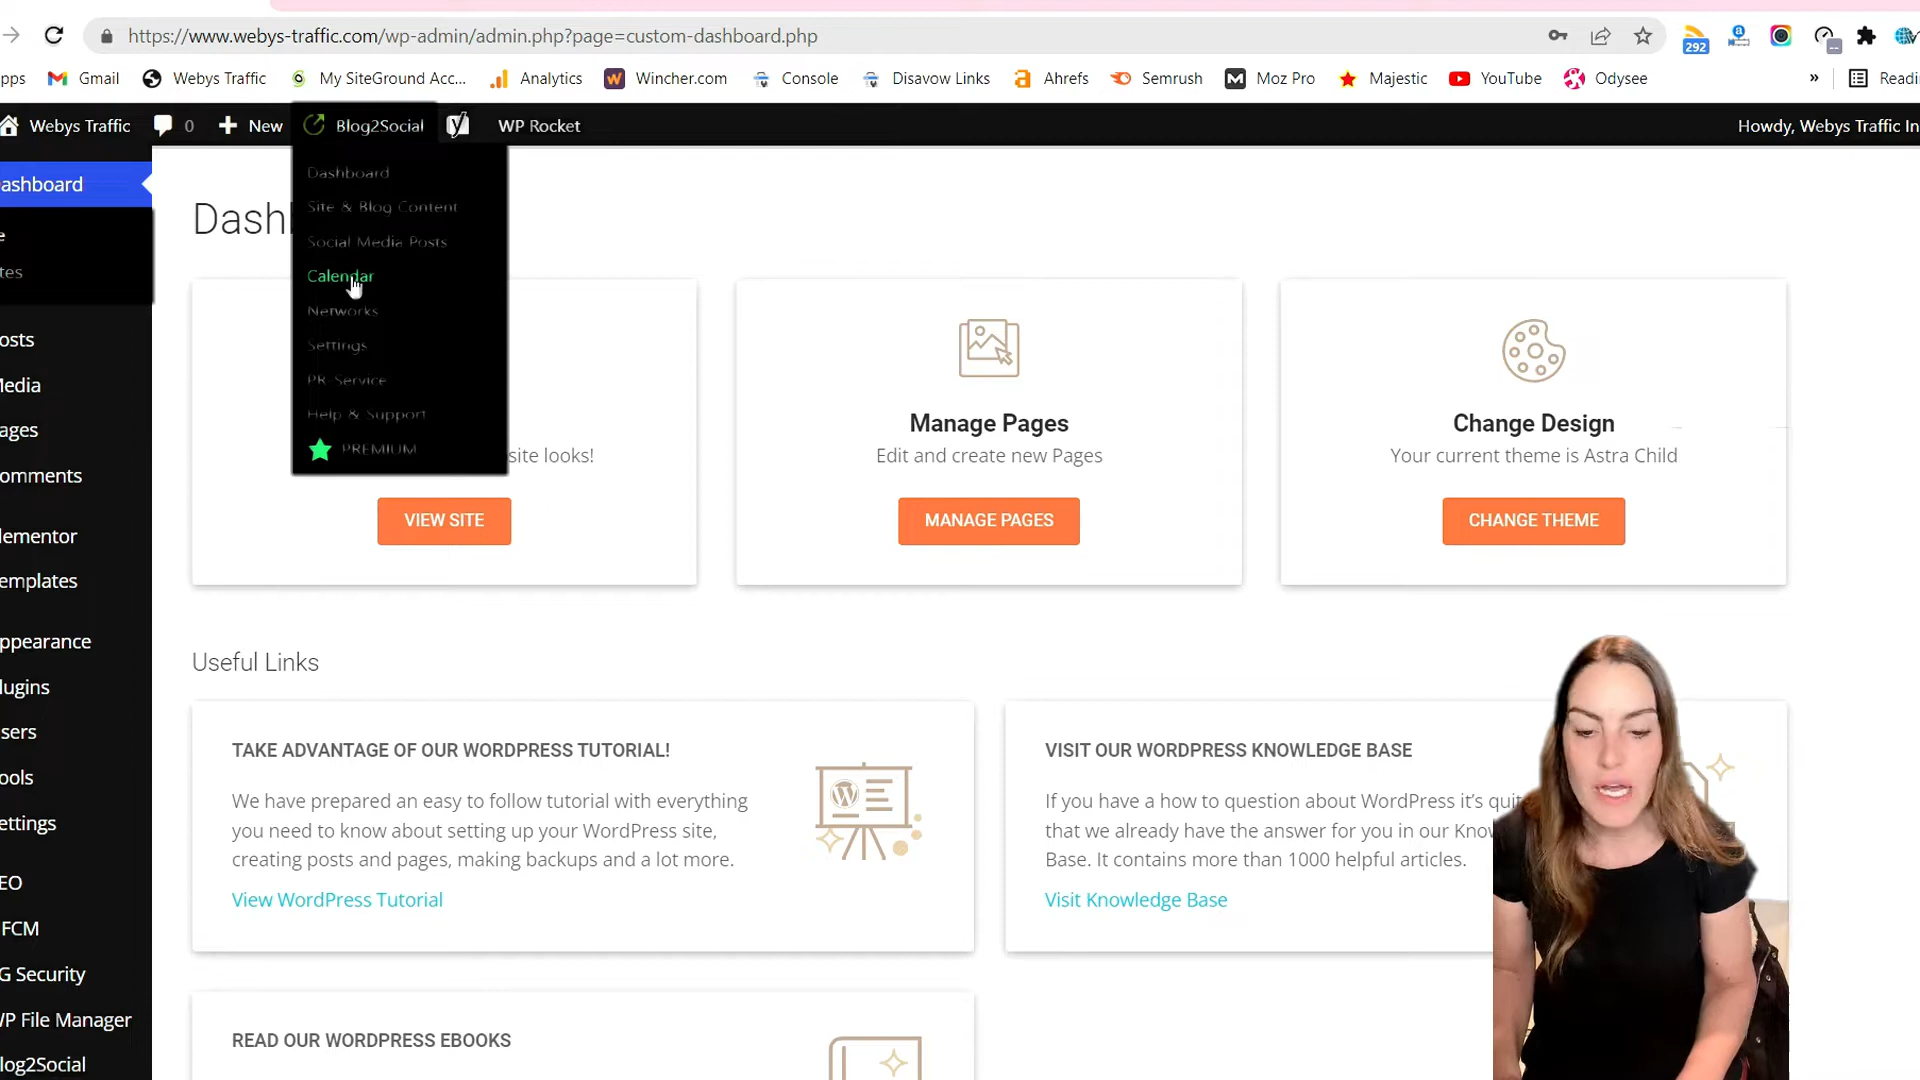 https://www.webys-traffic.com/wp-admin/admin.php?page=custom-dashboard.php
292
pps Gmail Webys Traffic My SiteGround Acc... Analytics Wincher.com Console Disavow Links Ahrefs Semrush Moz Pro Majestic YouTube Odysee » Readi
Webys Traffic 0 New Blog2Social WP Rocket Howdy, Webys Traffic In
ashboard
e
tes
osts
Media
ages
omments
lementor
emplates
ppearance
lugins
sers
ools
ettings
EO
FCM
G Security
WP File Manager
log2Social
Dashboard
Site & Blog Content
Social Media Posts
Calendar
Networks
Settings
PR-Service
Help & Support
PREMIUM
Dash
site looks!
VIEW SITE
Manage Pages
Edit and create new Pages
MANAGE PAGES
Change Design
Your current theme is Astra Child
CHANGE THEME
Useful Links
TAKE ADVANTAGE OF OUR WORDPRESS TUTORIAL!
We have prepared an easy to follow tutorial with everything
you need to know about setting up your WordPress site,
creating posts and pages, making backups and a lot more.
View WordPress Tutorial
VISIT OUR WORDPRESS KNOWLEDGE BASE
If you have a how to question about WordPress it's quit
that we already have the answer for you in our Know
Base. It contains more than 1000 helpful articles.
Visit Knowledge Base
READ OUR WORDPRESS EBOOKS